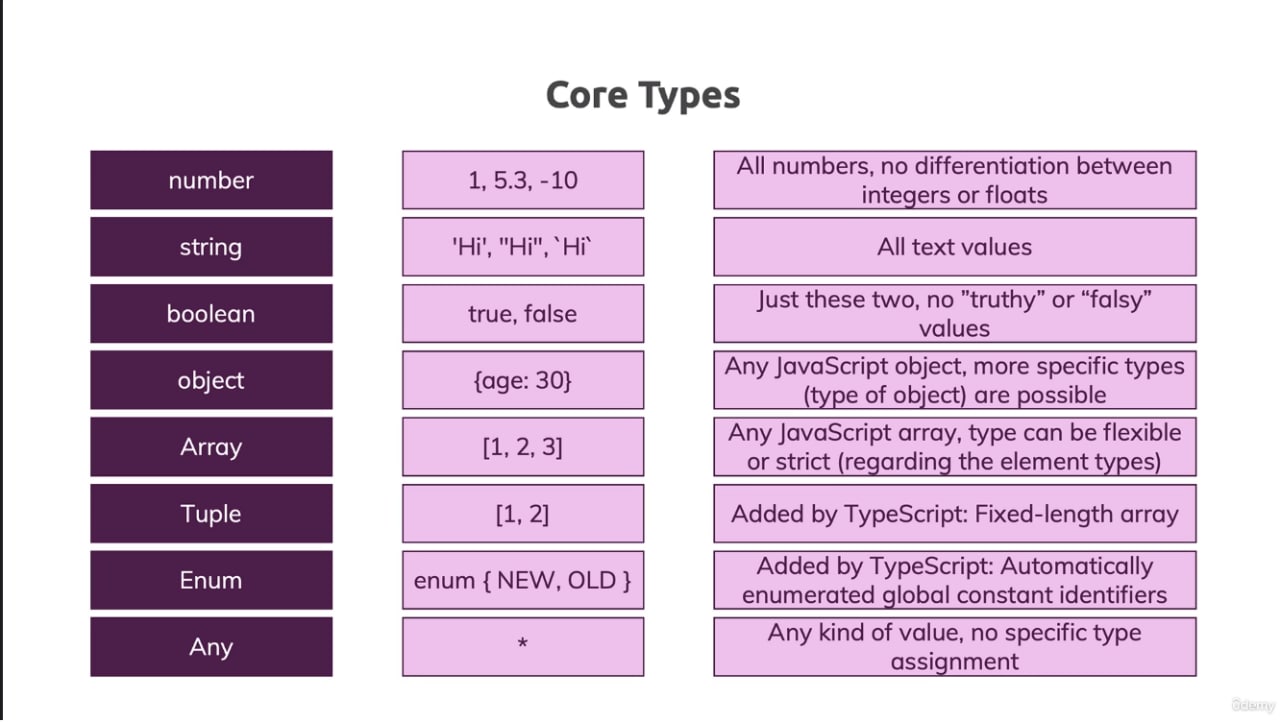 Core Types
number
1, 5.3, -10
All numbers, no differentiation between
integers or floats
string
'Hi', "Hi", `Hi`
All text values
boolean
true, false
Just these two, no ”truthy” or “falsy”
values
object
{age: 30}
Any JavaScript object, more specific types
(type of object) are possible
Array
[1, 2, 3]
Any JavaScript array, type can be flexible
or strict (regarding the element types)
Tuple
[1, 2]
Added by TypeScript: Fixed-length array
Enum
enum { NEW, OLD }
Added by TypeScript: Automatically
enumerated global constant identifiers
Any
*
Any kind of value, no specific type
assignment
ûdemy